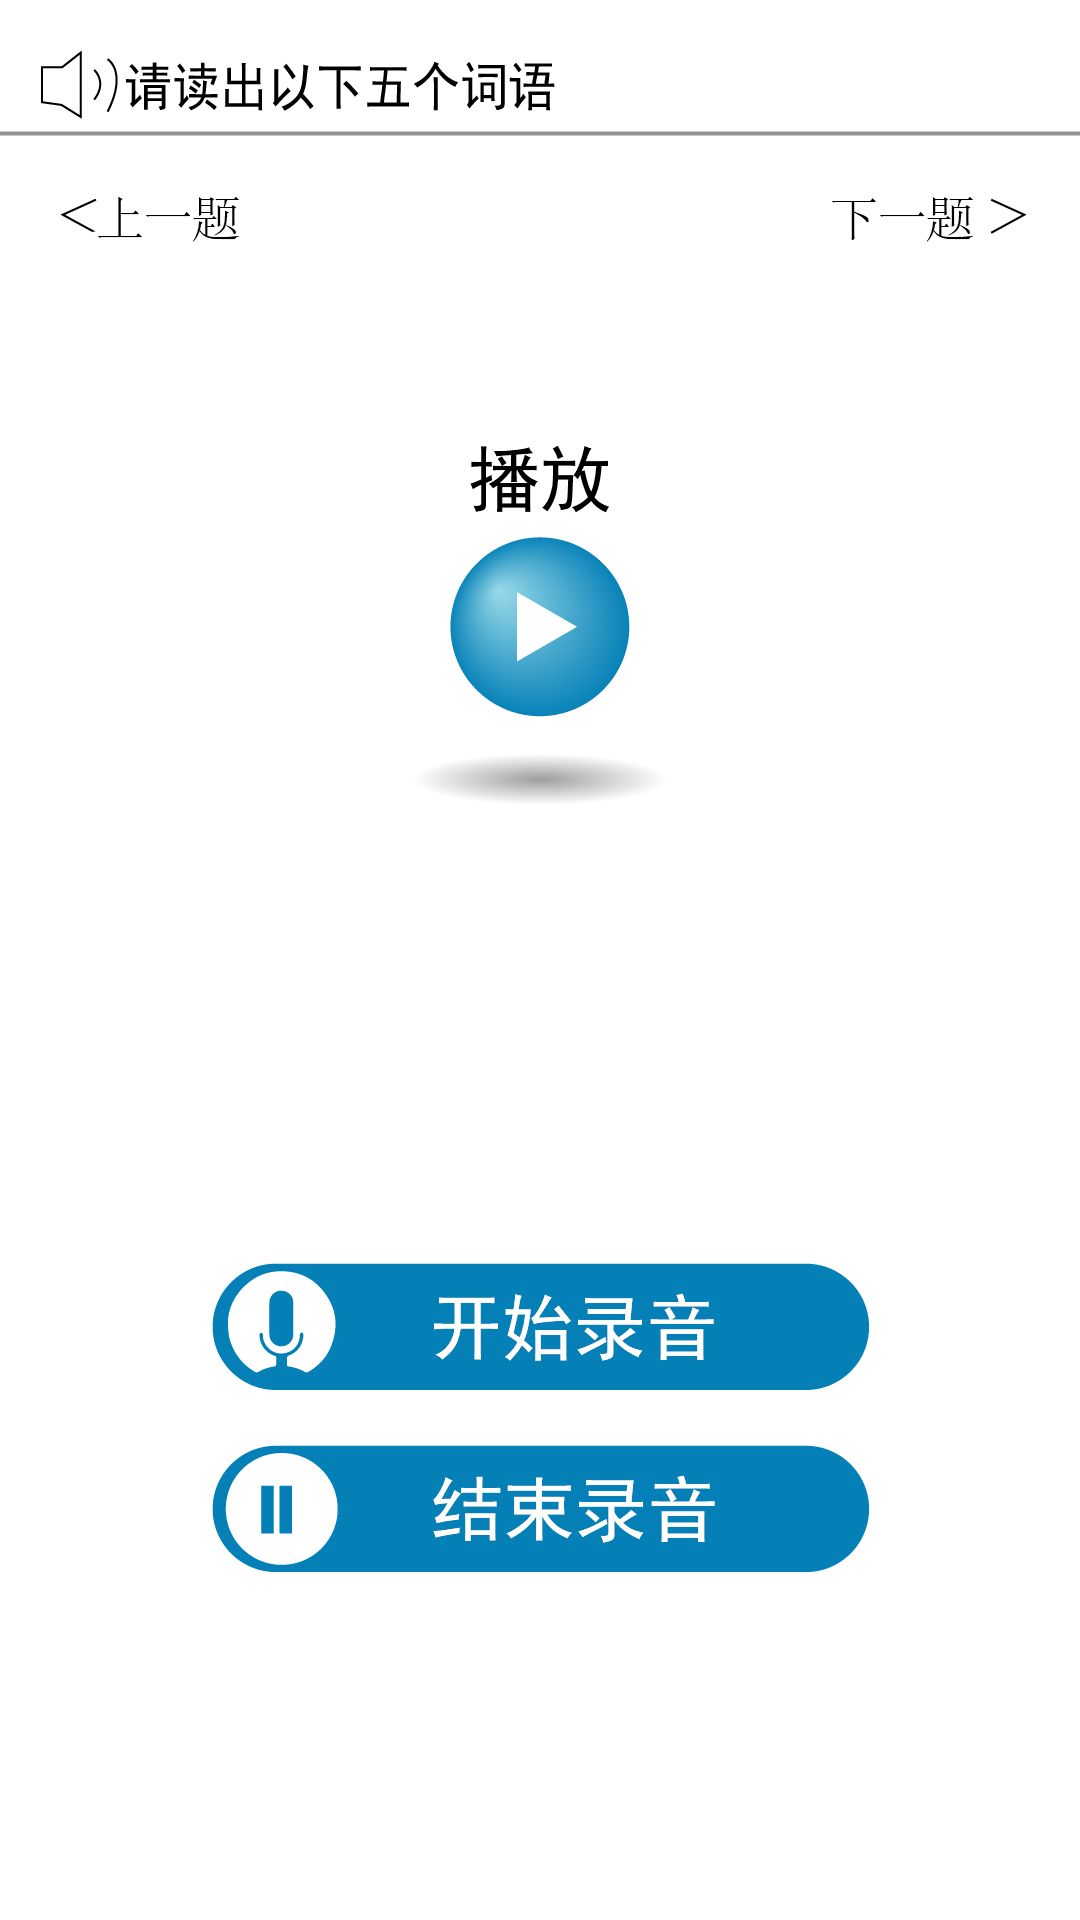 请读出以下五个词语
<上一题
下一题 >
播放
开始录音
结束录音